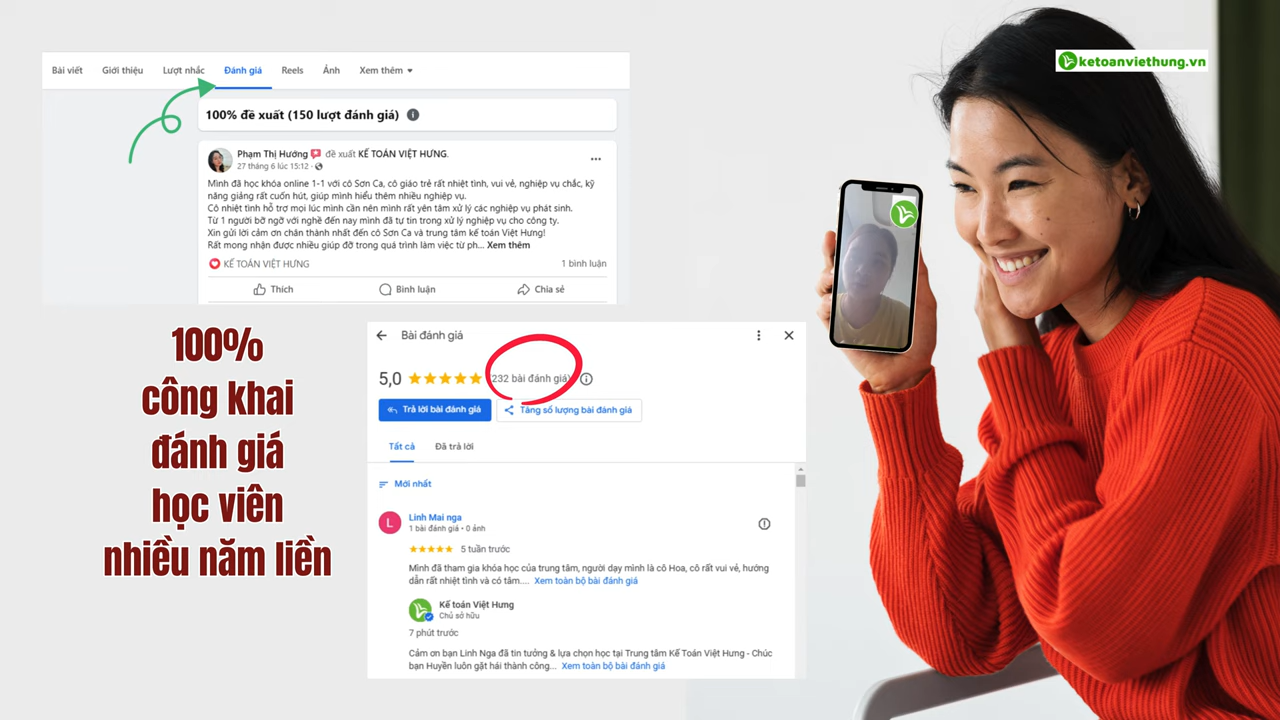 Bài viết Giới thiệu Lượt nhắc Đánh giá Reels Ảnh Xem thêm
100% đề xuất (150 lượt đánh giá)
Phạm Thị Hướng đề xuất KẾ TOÁN VIỆT HƯNG.
27 tháng 6 lúc 15:12
Mình đã học khóa online 1-1 với cô Sơn Ca, cô giáo trẻ rất nhiệt tình, vui vẻ, nghiệp vụ chắc, kỹ
năng giảng rất cuốn hút, giúp mình hiểu thêm nhiều nghiệp vụ.
Cô nhiệt tình hỗ trợ mọi lúc mình cần nên mình rất yên tâm xử lý các nghiệp vụ phát sinh.
Từ 1 người bỡ ngỡ với nghề đến nay mình đã tự tin trong xử lý nghiệp vụ cho công ty.
Xin gửi lời cảm ơn chân thành nhất đến cô Sơn Ca và trung tâm kế toán Việt Hưng!
Rất mong nhận được nhiều giúp đỡ trong quá trình làm việc từ ph... Xem thêm
KẾ TOÁN VIỆT HƯNG 1 bình luận
Thích Bình luận Chia sẻ
100%
công khai
đánh giá
học viên
nhiều năm liền
Bài đánh giá
5,0 (232 bài đánh giá)
Trả lời bài đánh giá Tăng số lượng bài đánh giá
Tất cả Đã trả lời
Mới nhất
L Linh Mai nga
1 bài đánh giá • 0 ảnh
5 tuần trước
Mình đã tham gia khóa học của trung tâm, người dạy mình là cô Hoa, cô rất vui vẻ, hướng
dẫn rất nhiệt tình và có tâm.... Xem toàn bộ bài đánh giá
Kế toán Việt Hưng
Chủ sở hữu
7 phút trước
Cảm ơn bạn Linh Nga đã tin tưởng & lựa chọn học tại Trung tâm Kế Toán Việt Hưng - Chúc
bạn Huyền luôn gặt hái thành công... Xem toàn bộ bài đánh giá
ketoanviethung.vn